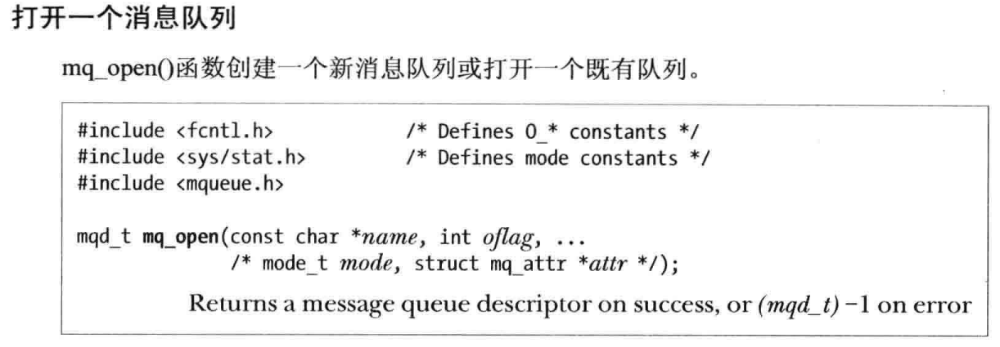 打开一个消息队列
mq_open()函数创建一个新消息队列或打开一个既有队列。
#include <fcntl.h>          /* Defines O_* constants */
#include <sys/stat.h>       /* Defines mode constants */
#include <mqueue.h>
mqd_t mq_open(const char *name, int oflag, ...
/* mode_t mode, struct mq_attr *attr */);
Returns a message queue descriptor on success, or (mqd_t) −1 on error